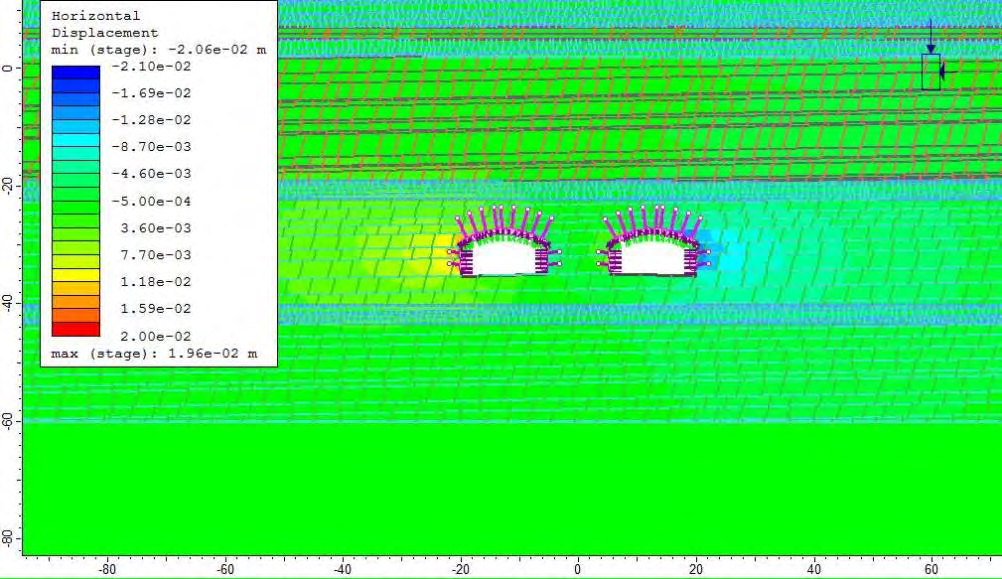 Horizontal
Displacement
min (stage): -2.06e-02 m
-2.10e-02
-1.69e-02
-1.28e-02
-8.70e-03
-4.60e-03
-5.00e-04
3.60e-03
7.70e-03
1.18e-02
1.59e-02
2.00e-02
max (stage): 1.96e-02 m
0
-20
-40
-60
-80
-80
-60
-40
-20
0
20
40
60